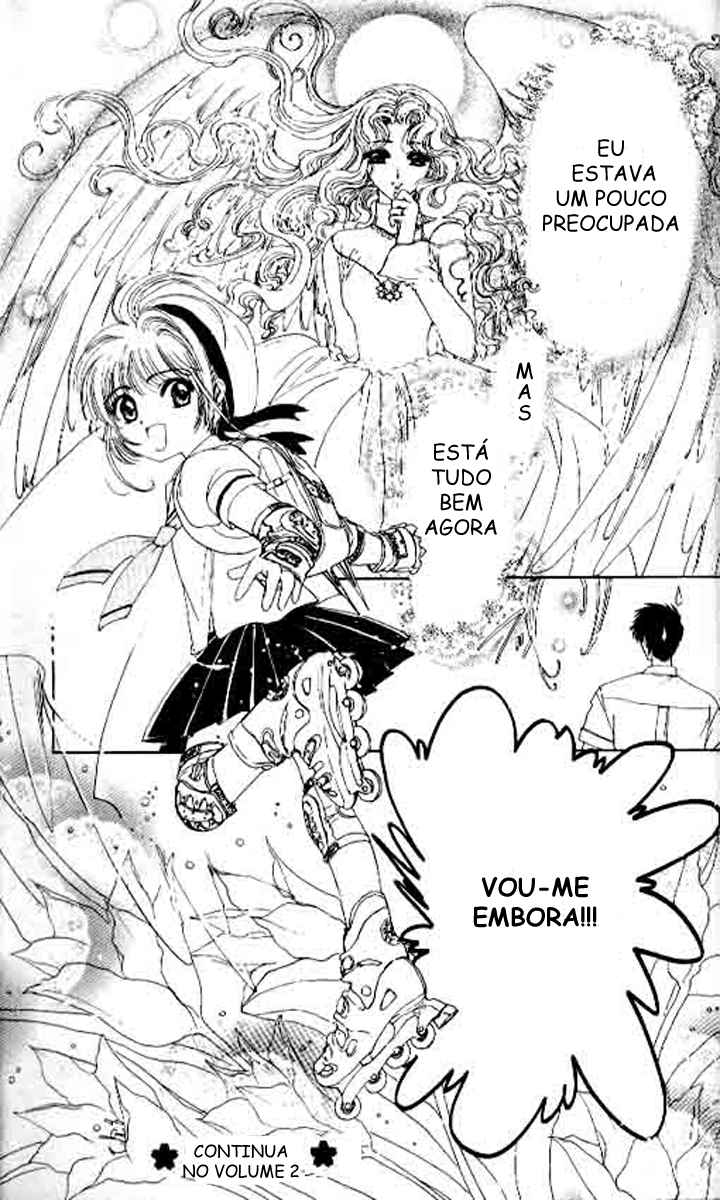 EU
ESTAVA
UM POUCO
PREOCUPADA
M
A
S
ESTÁ
TUDO
BEM
AGORA
VOU-ME
EMBORA!!!
CONTINUA
NO VOLUME 2